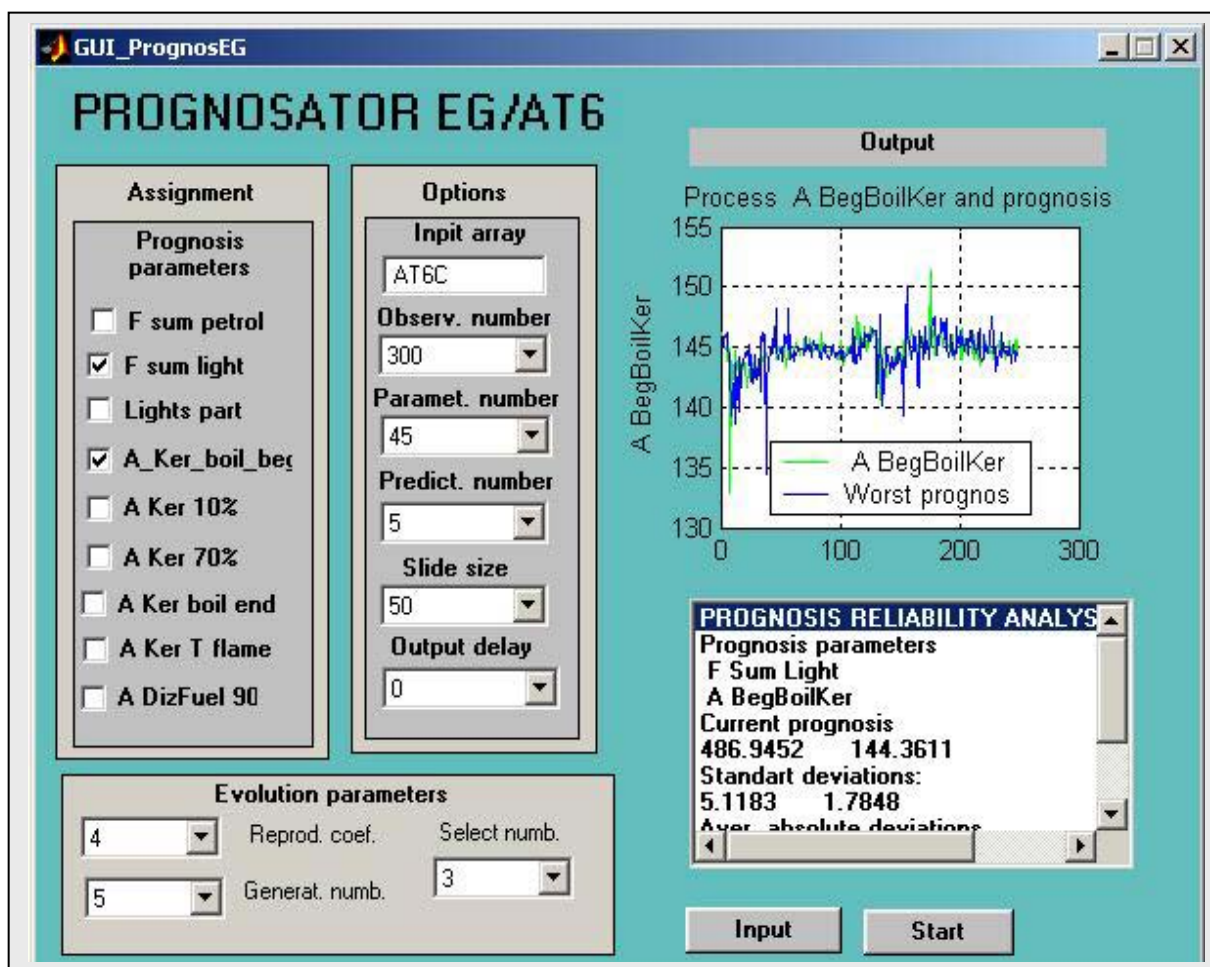 GUI_PrognosEG
PROGNOSATOR EG/AT6
Assignment
Prognosis
parameters
F sum petrol
F sum light
Lights part
A_Ker_boil_beg
A Ker 10%
A Ker 70%
A Ker boil end
A Ker T flame
A DizFuel 90
Options
Inpit array
AT6C
Observ. number
300
Paramet. number
45
Predict. number
5
Slide size
50
Output delay
0
Evolution parameters
4
Reprod. coef.
Select numb.
5
Generat. numb.
3
Output
Process A BegBoilKer and prognosis
A BegBoilKer
155
150
145
140
135
130
0
100
200
300
A BegBoilKer
Worst prognos
PROGNOSIS RELIABILITY ANALYS
Prognosis parameters
F Sum Light
A BegBoilKer
Current prognosis
486.9452 144.3611
Standart deviations:
5.1183 1.7848
Aver. absolute deviations
Input
Start